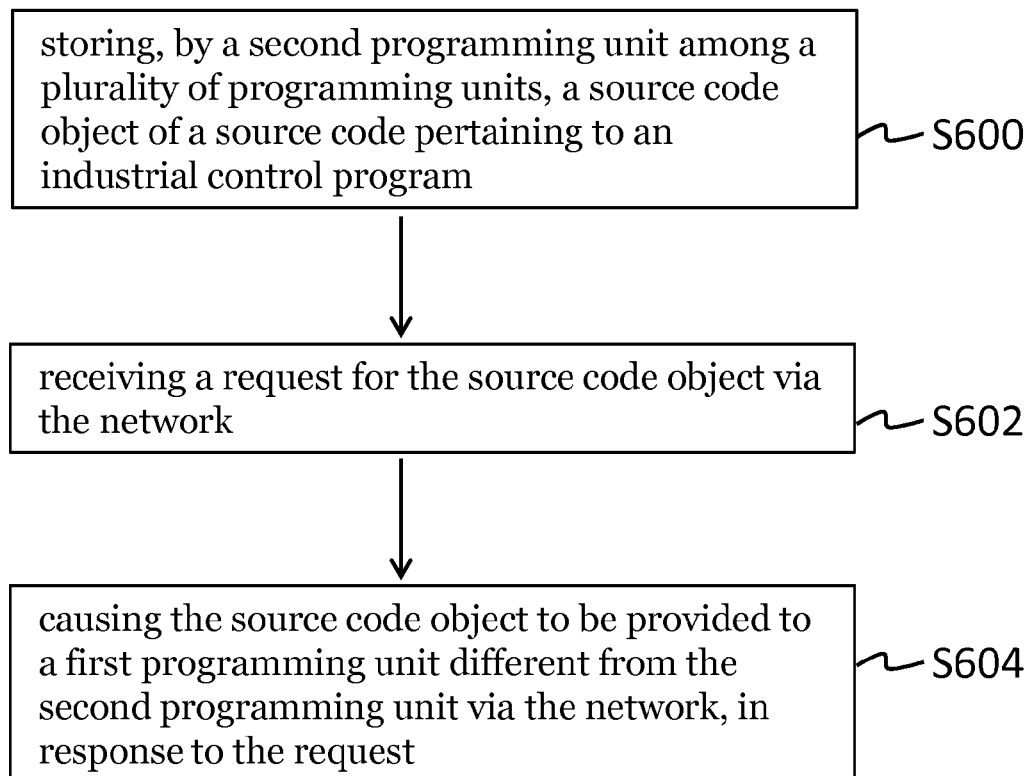 storing, by a second programming unit among a
plurality of programming units, a source code
object of a source code pertaining to an
industrial control program
S600
receiving a request for the source code object via
the network
S602
causing the source code object to be provided to
a first programming unit different from the
second programming unit via the network, in
response to the request
S604